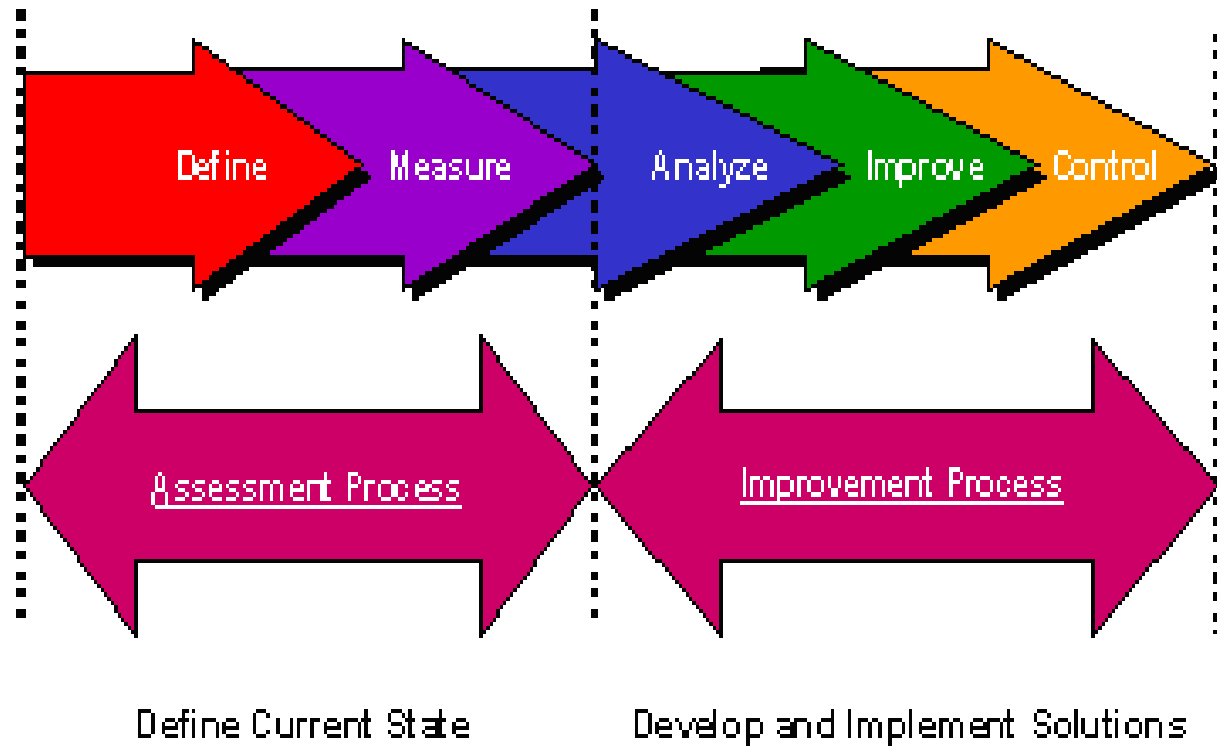 Define Measure Analyze Improve Control
Assessment Process Improvement Process
Define Current State Develop and Implement Solutions